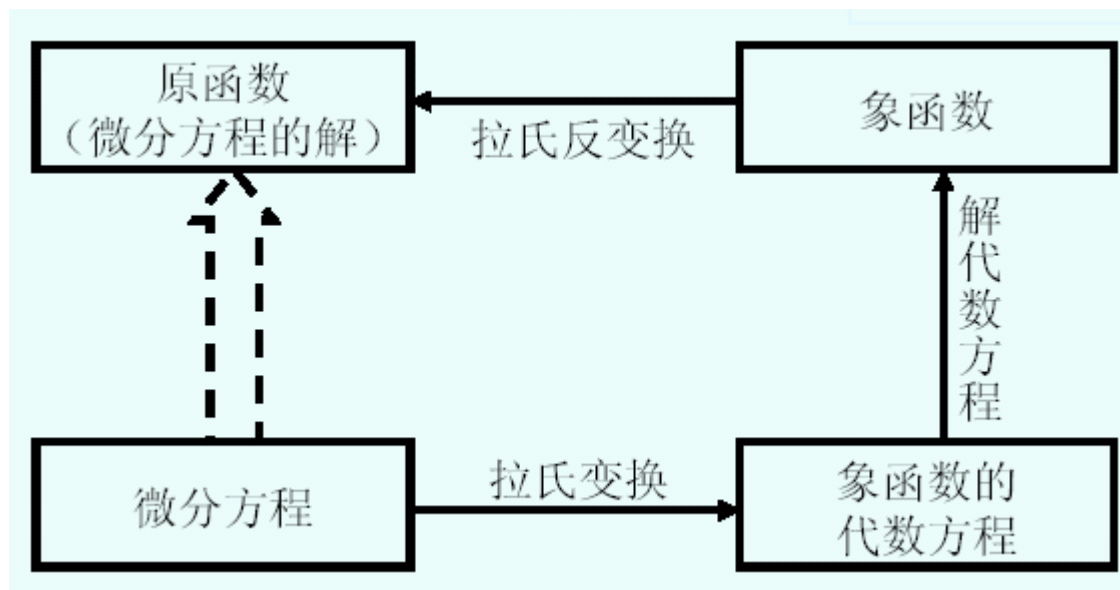 原函数
（微分方程的解）
拉氏反变换
象函数
解代数方程
微分方程
拉氏变换
象函数的
代数方程